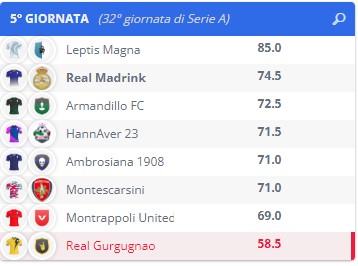 5° GIORNATA (32° giornata di Serie A)
Leptis Magna 85.0
Real Madrink 74.5
Armandillo FC 72.5
HannAver 23 71.5
Ambrosiana 1908 71.0
Montescarsini 71.0
Montrappoli United 69.0
Real Gurgugnao 58.5